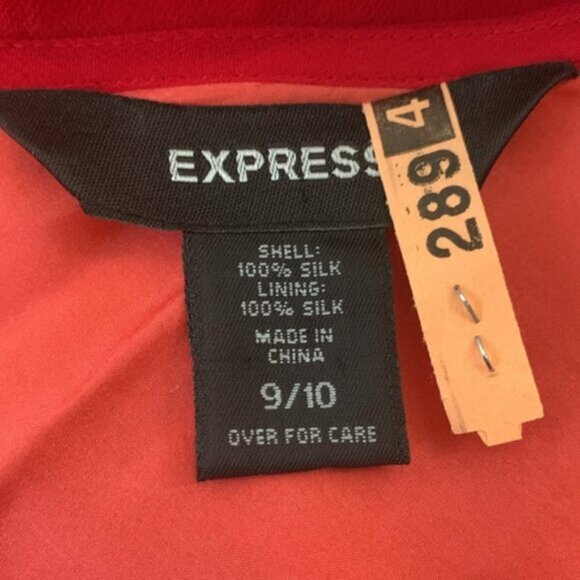 EXPRESS
SHELL:
100% SILK
LINING:
100% SILK
MADE IN
CHINA
9/10
OVER FOR CARE
289 4